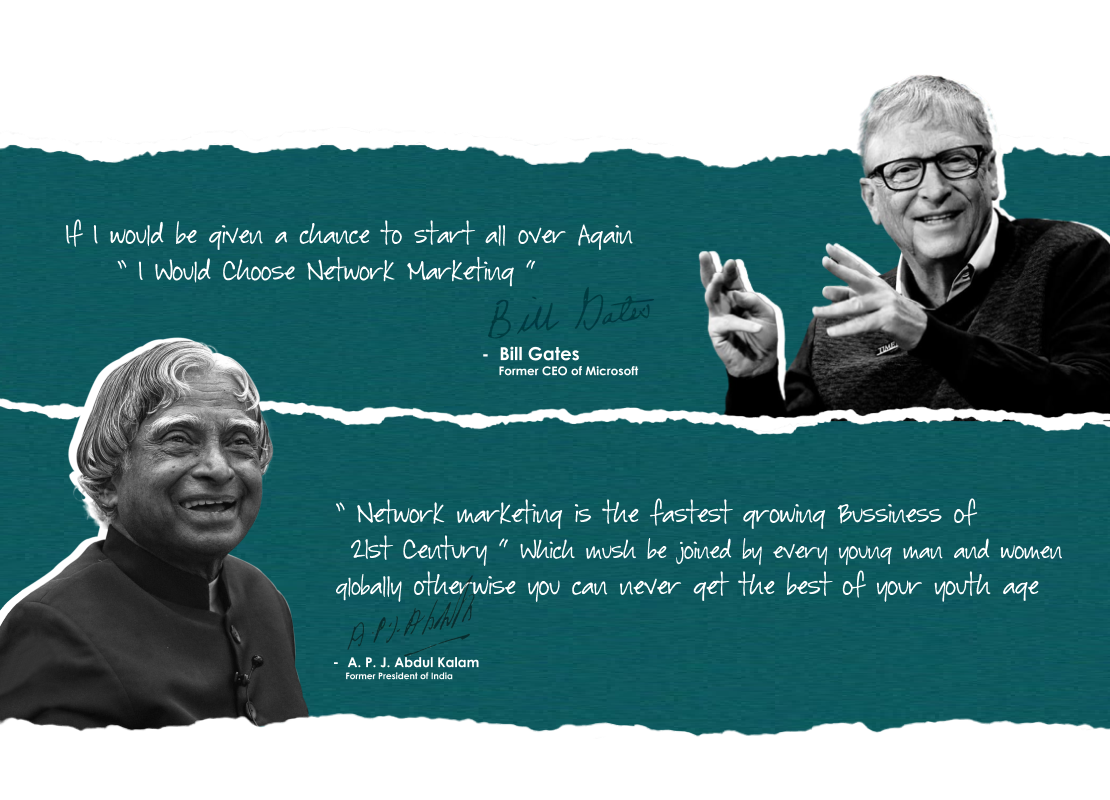 If I would be given a chance to start all over Again
" I Would Choose Network Marketing "
Bill Gates
- Bill Gates
Former CEO of Microsoft
TIME
" Network marketing is the fastest growing Bussiness of
21st Century " Which mush be joined by every young man and women
globally otherwise you can never get the best of your youth age
A.P.J. Abdul K
- A. P. J. Abdul Kalam
Former President of India